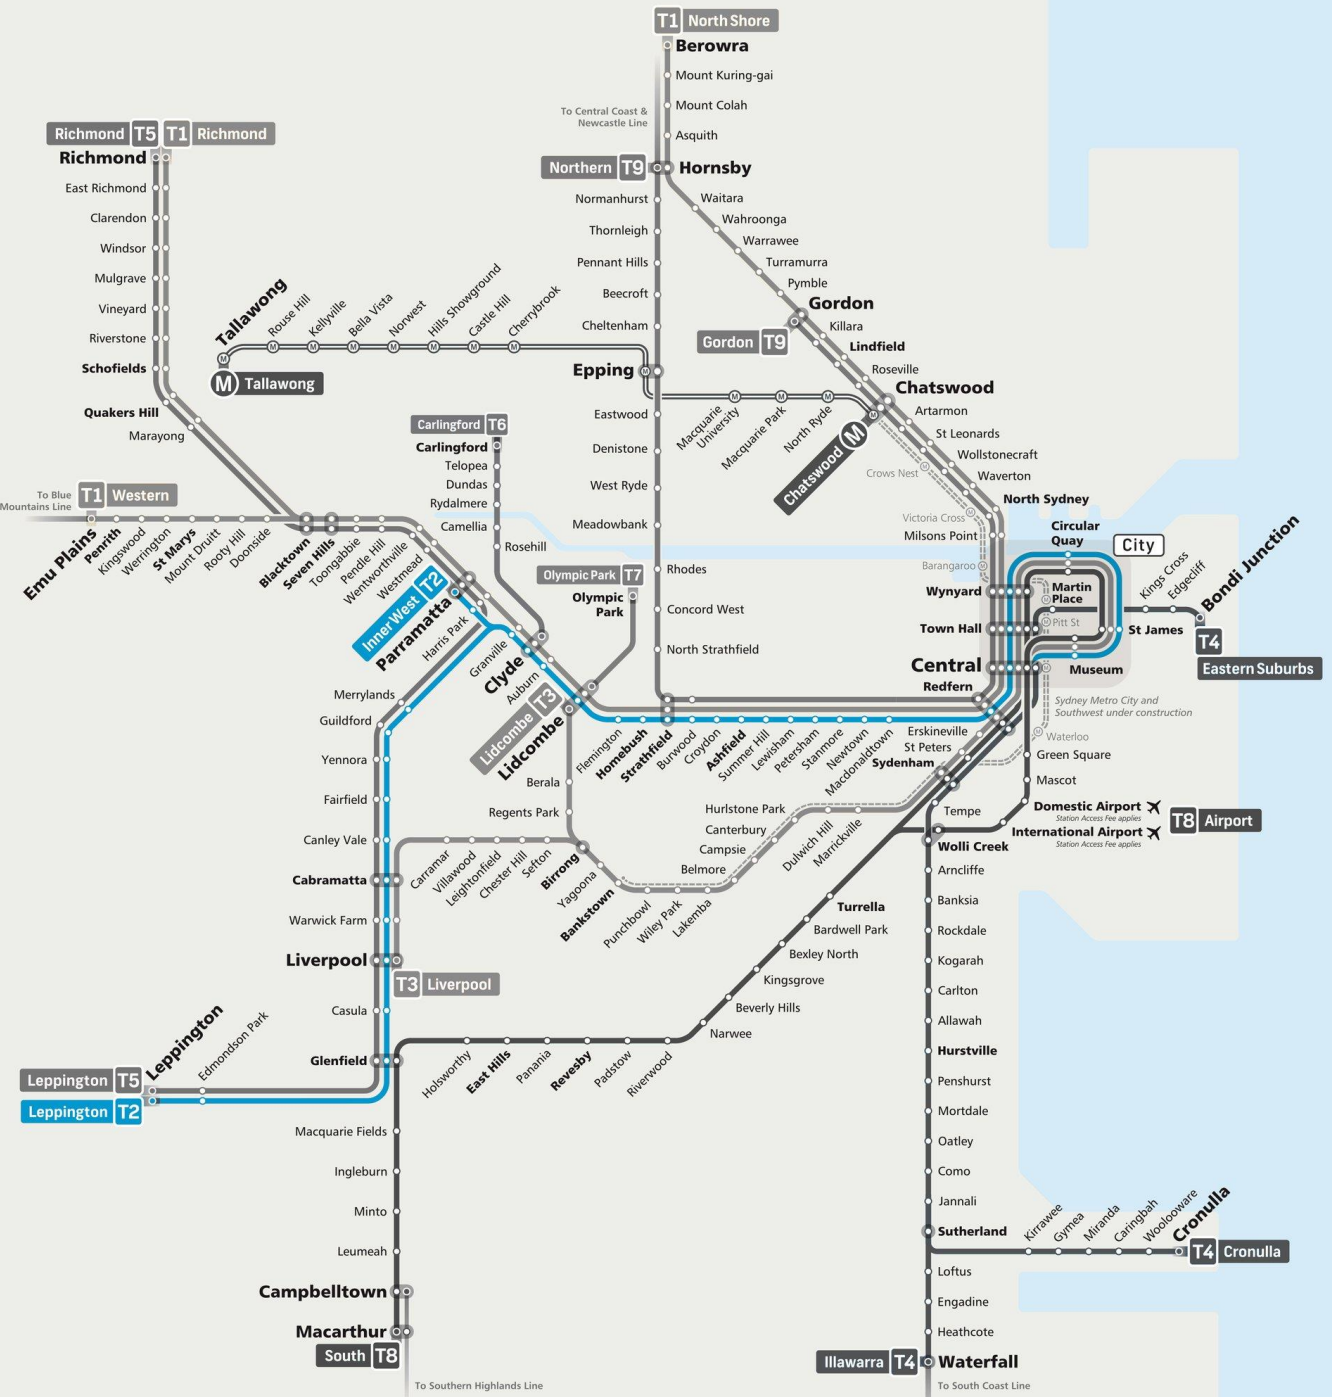 T1 North Shore
Berowra
Mount Kuring-gai
To Central Coast &
Newcastle Line
Mount Colah
Asquith
Richmond T5 T1 Richmond
Richmond
Northern T9 Hornsby
East Richmond
Clarendon
Windsor
Mulgrave
Vineyard
Riverstone
Schofields
Quakers Hill
Marayong
Normanhurst
Thornleigh
Pennant Hills
Beecroft
Cheltenham
Waitara
Wahroonga
Warrawee
Turramurra
Pymble
Gordon
Gordon T9
Killara
Lindfield
Roseville
Chatswood
Artarmon
St Leonards
Wollstonecraft
Waverton
North Sydney
Tallawong
Rouse Hill
Kellyville
Bella Vista
Norwest
Hills Showground
Castle Hill
Cherrybrook
M Tallawong
Epping
Macquarie
University
Macquarie Park
North Ryde
Chatswood M
Crows Nest
Victoria Cross
Milsons Point
Barangaroo
Eastwood
Denistone
West Ryde
Meadowbank
Rhodes
Concord West
North Strathfield
Carlingford T6
Carlingford
Telopea
Dundas
Rydalmere
Camellia
Rosehill
Olympic Park T7
Olympic
Park
To Blue
Mountains Line
T1 Western
Emu Plains
Penrith
Kingswood
Werrington
St Marys
Mount Druitt
Rooty Hill
Doonside
Blacktown
Seven Hills
Toongabbie
Pendle Hill
Wentworthville
Westmead
Inner West T2
Parramatta
Harris Park
Granville
Clyde
Auburn
Lidcombe T3
Lidcombe
Circular
Quay
City
Wynyard
Martin
Place
Town Hall
Pitt St
St James
Central
Museum
Redfern
Kings Cross
Edgecliff
Bondi Junction
T4
Eastern Suburbs
Sydney Metro City and
Southwest under construction
Waterloo
Flemington
Homebush
Strathfield
Burwood
Croydon
Ashfield
Summer Hill
Lewisham
Petersham
Stanmore
Newtown
Macdonaldtown
Erskineville
St Peters
Sydenham
Green Square
Mascot
Domestic Airport
Station Access Fee applies
International Airport
Station Access Fee applies
T8 Airport
Merrylands
Guildford
Yennora
Fairfield
Canley Vale
Cabramatta
Warwick Farm
Liverpool
T3 Liverpool
Casula
Glenfield
Berala
Regents Park
Carramar
Villawood
Leightonfield
Chester Hill
Sefton
Birrong
Yagoona
Bankstown
Punchbowl
Wiley Park
Lakemba
Belmore
Campsie
Canterbury
Hurlstone Park
Dulwich Hill
Marrickville
Tempe
Wolli Creek
Arncliffe
Banksia
Rockdale
Kogarah
Carlton
Allawah
Hurstville
Penshurst
Mortdale
Oatley
Como
Jannali
Sutherland
Turrella
Bardwell Park
Bexley North
Kingsgrove
Beverly Hills
Narwee
Riverwood
Padstow
Revesby
Panania
East Hills
Holsworthy
Leppington
Edmondson Park
Leppington T5
Leppington T2
Macquarie Fields
Ingleburn
Minto
Leumeah
Campbelltown
Macarthur
South T8
To Southern Highlands Line
Kirrawee
Gymea
Miranda
Caringbah
Woolooware
Cronulla
T4 Cronulla
Loftus
Engadine
Heathcote
Illawarra T4 Waterfall
To South Coast Line